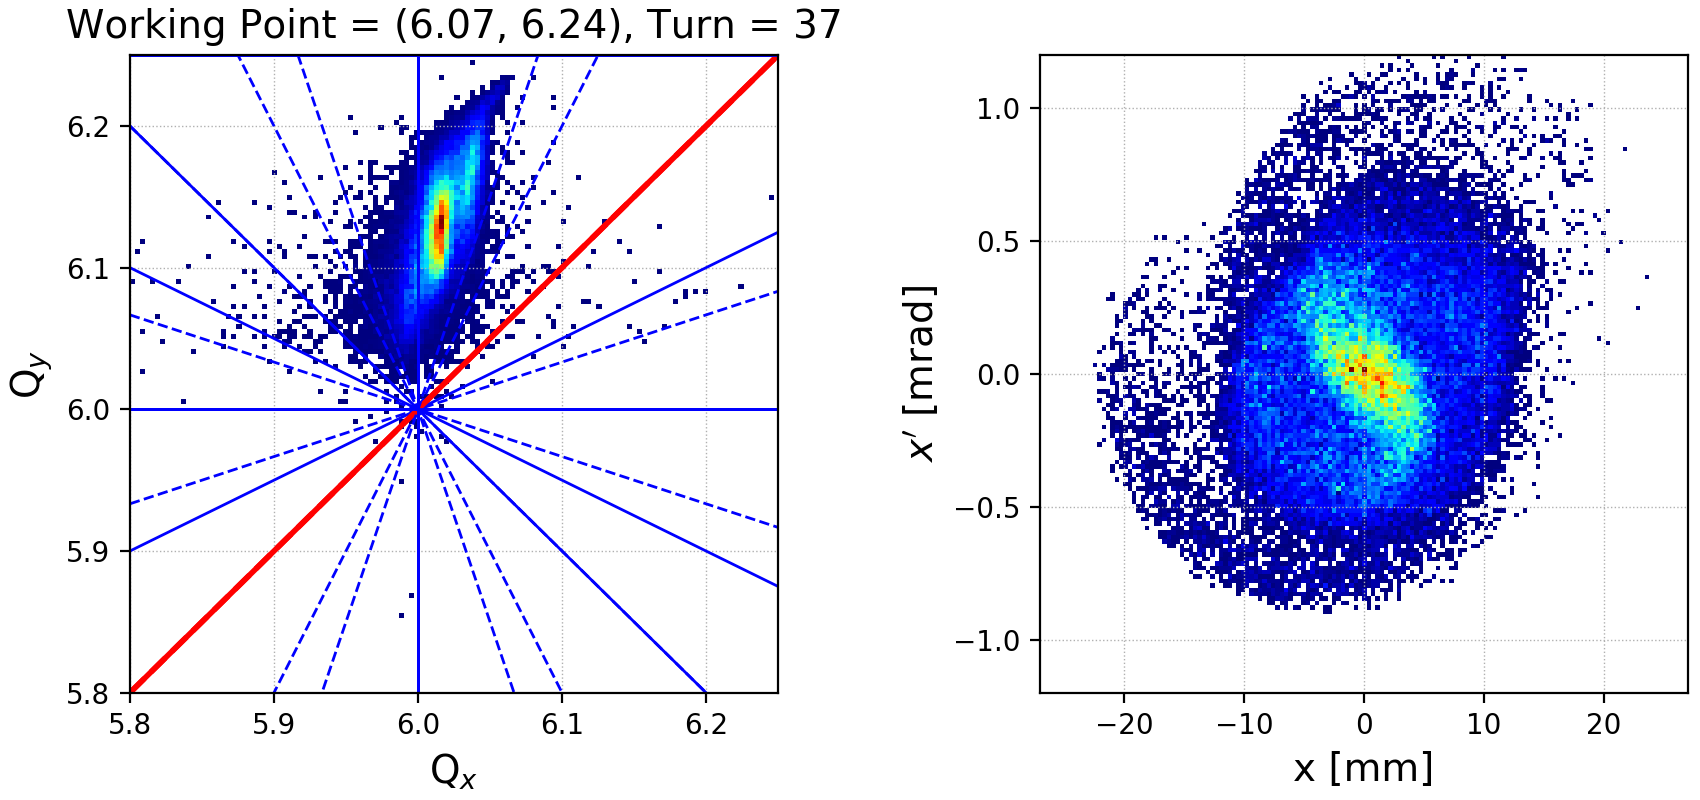 Working Point = (6.07, 6.24), Turn = 37
6.2
6.1
6.0
5.9
5.8
Q_y
5.8 5.9 6.0 6.1 6.2
Q_x
1.0
0.5
0.0
−0.5
−1.0
x′ [mrad]
−20 −10 0 10 20
x [mm]